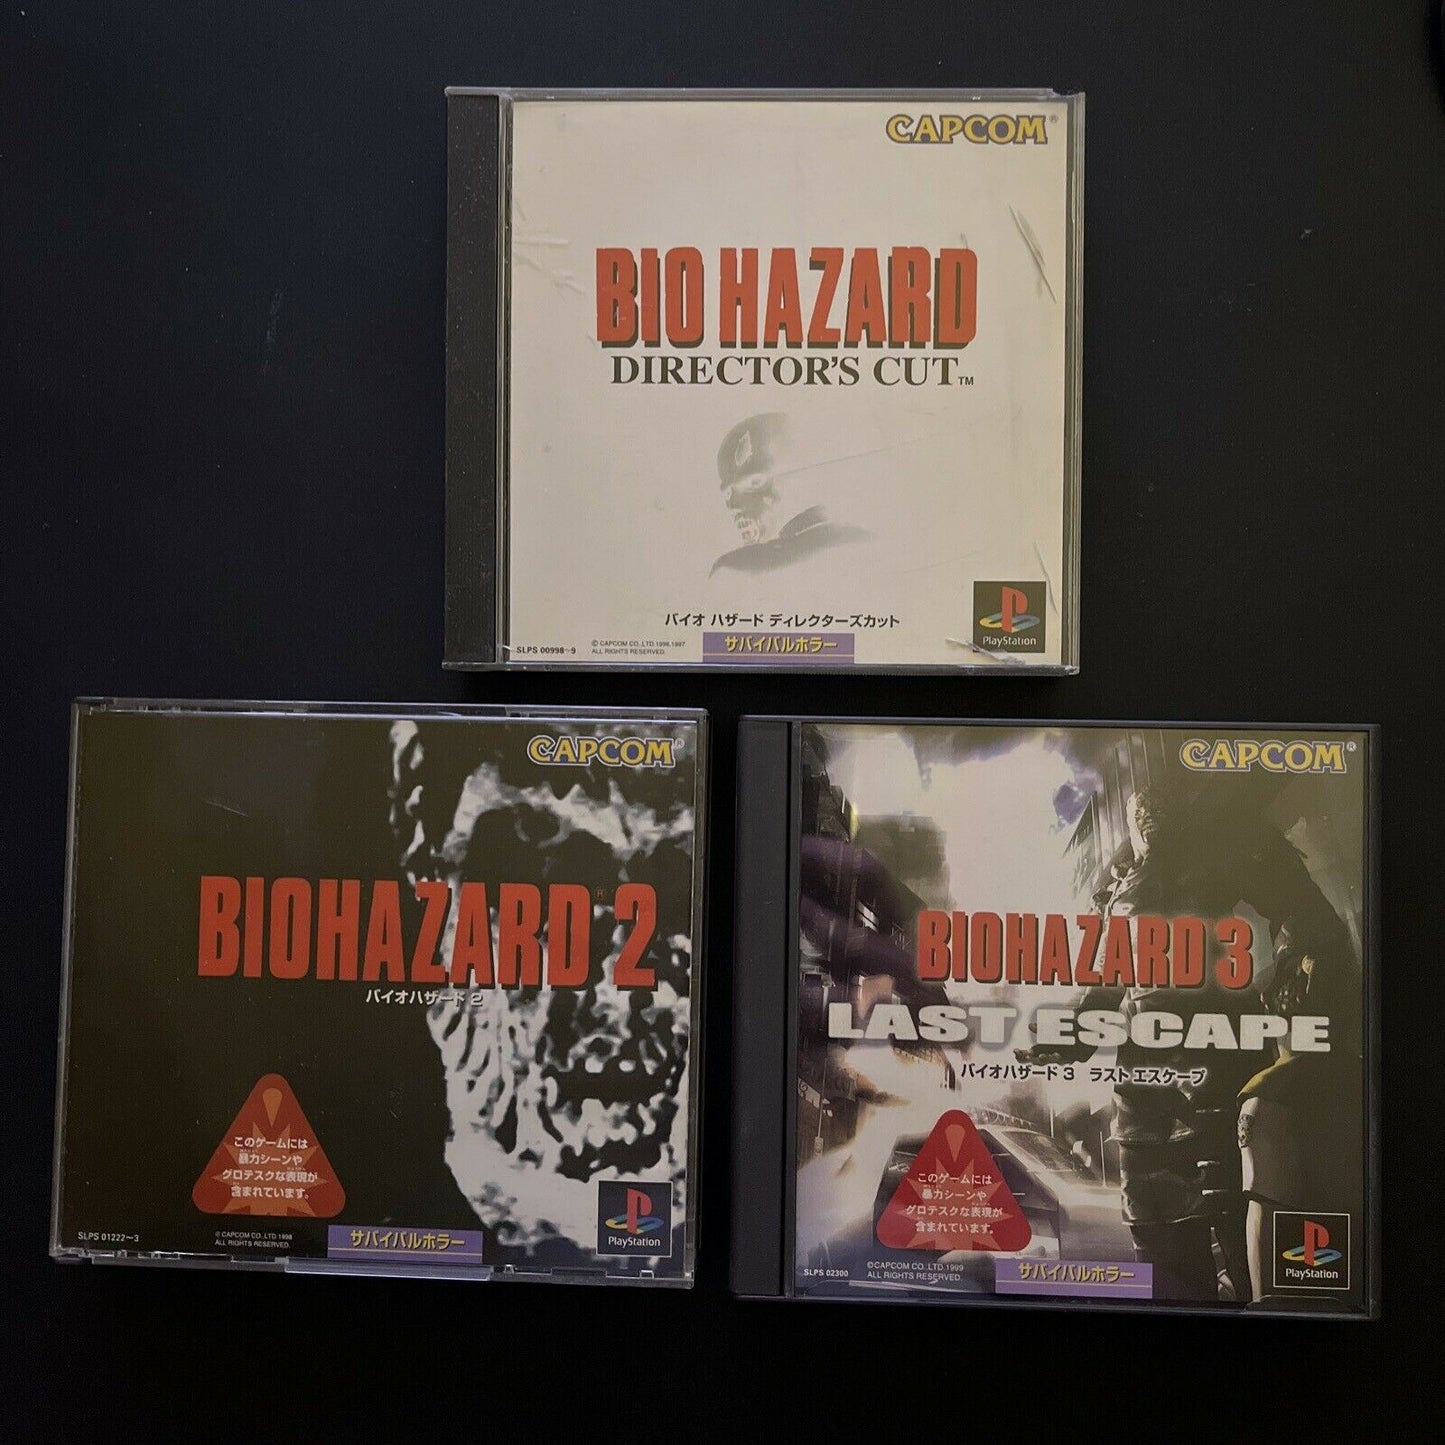 CAPCOM®
BIO HAZARD
DIRECTOR'S CUT™
バイオ ハザード ディレクターズカット
PlayStation
SLPS 00998~9
© CAPCOM CO., LTD. 1996, 1997
ALL RIGHTS RESERVED.
サバイバルホラー
CAPCOM®
BIOHAZARD® 2
バイオハザード 2
このゲームには
暴力シーンや
グロテスクな表現が
含まれています。
SLPS 01222~3
© CAPCOM CO., LTD. 1998
ALL RIGHTS RESERVED.
サバイバルホラー
PlayStation
CAPCOM®
BIOHAZARD 3
LAST ESCAPE
バイオハザード 3 ラスト エスケープ
このゲームには
暴力シーンや
グロテスクな表現が
含まれています。
SLPS 02300
©CAPCOM CO., LTD.1999
ALL RIGHTS RESERVED.
サバイバルホラー
PlayStation